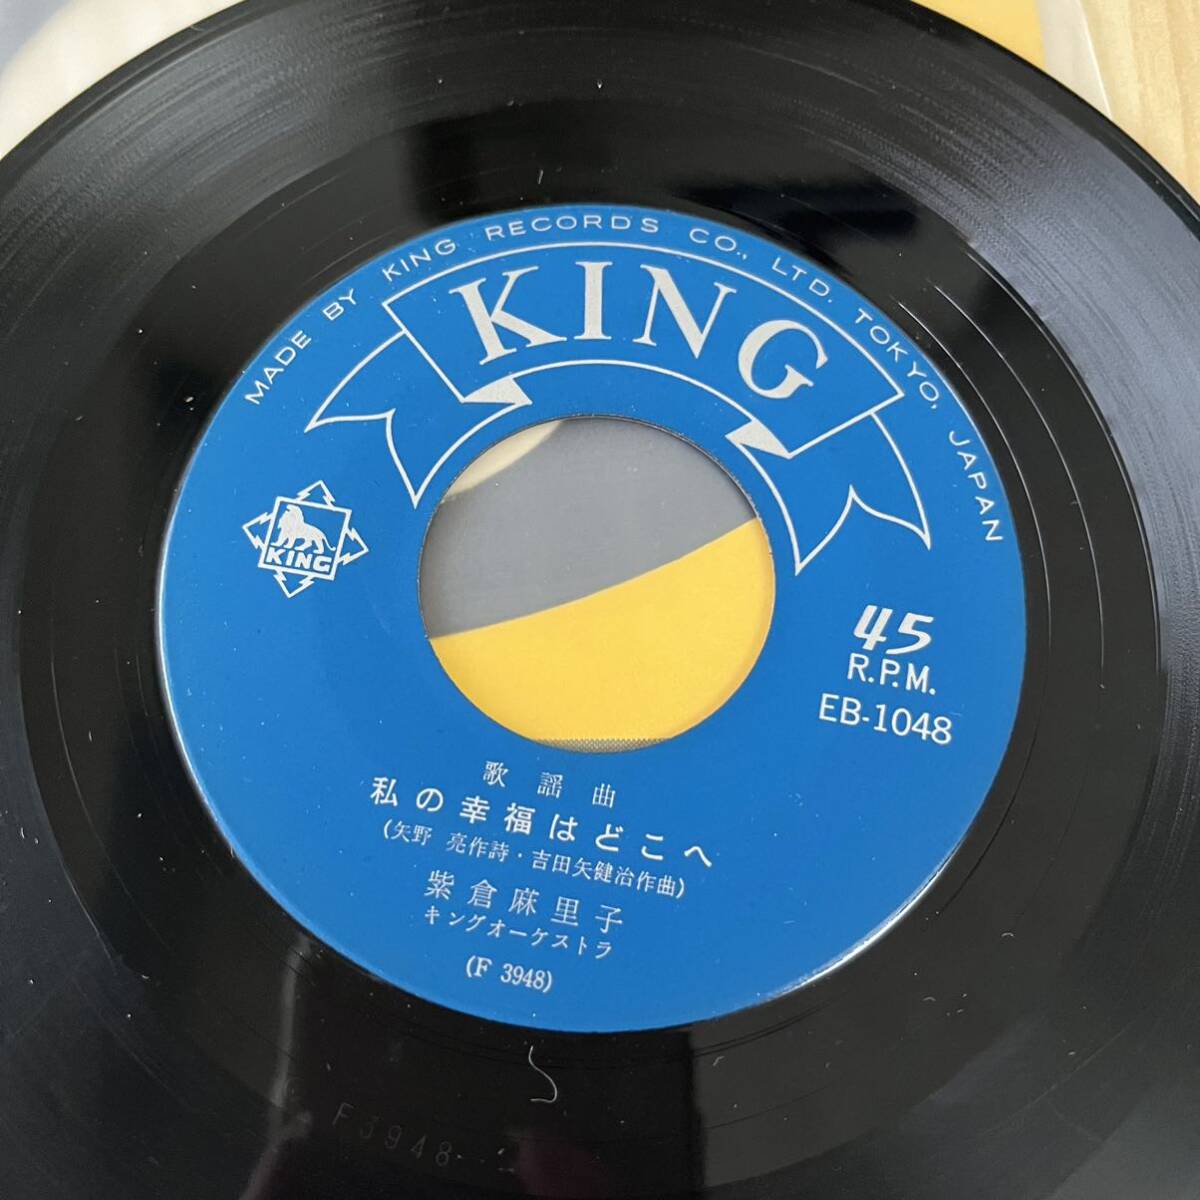 MADE BY KING RECORDS CO., LTD. TOKYO, JAPAN
KING
KING
45
R.P.M.
EB-1048
歌謡曲
私の幸福はどこへ
(矢野 亮作詩・吉田矢健治作曲)
紫倉麻里子
キングオーケストラ
(F 3948)
F3948